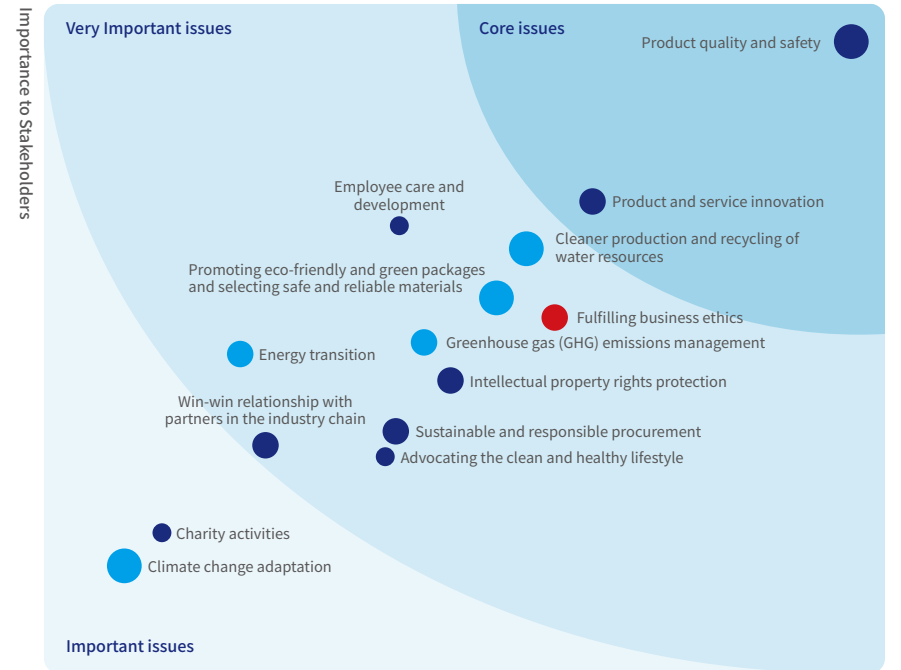 Importance to Stakeholders
Very Important issues
Core issues
Product quality and safety
Employee care and
development
Product and service innovation
Cleaner production and recycling of
water resources
Promoting eco-friendly and green packages
and selecting safe and reliable materials
Fulfilling business ethics
Greenhouse gas (GHG) emissions management
Energy transition
Intellectual property rights protection
Win-win relationship with
partners in the industry chain
Sustainable and responsible procurement
Advocating the clean and healthy lifestyle
Charity activities
Climate change adaptation
Important issues